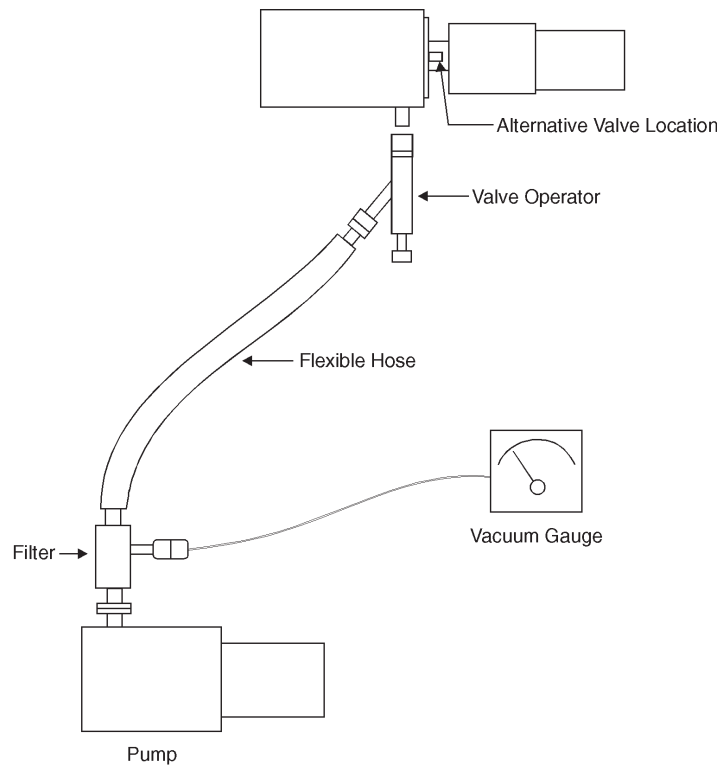 Alternative Valve Location
Valve Operator
Flexible Hose
Vacuum Gauge
Filter
Pump